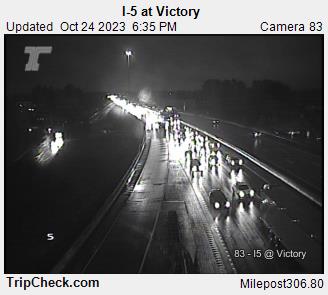 I-5 at Victory
Updated Oct 24 2023 6:35 PM Camera 83
T
S
83 - I5 @ Victory
TripCheck.com Milepost306.80